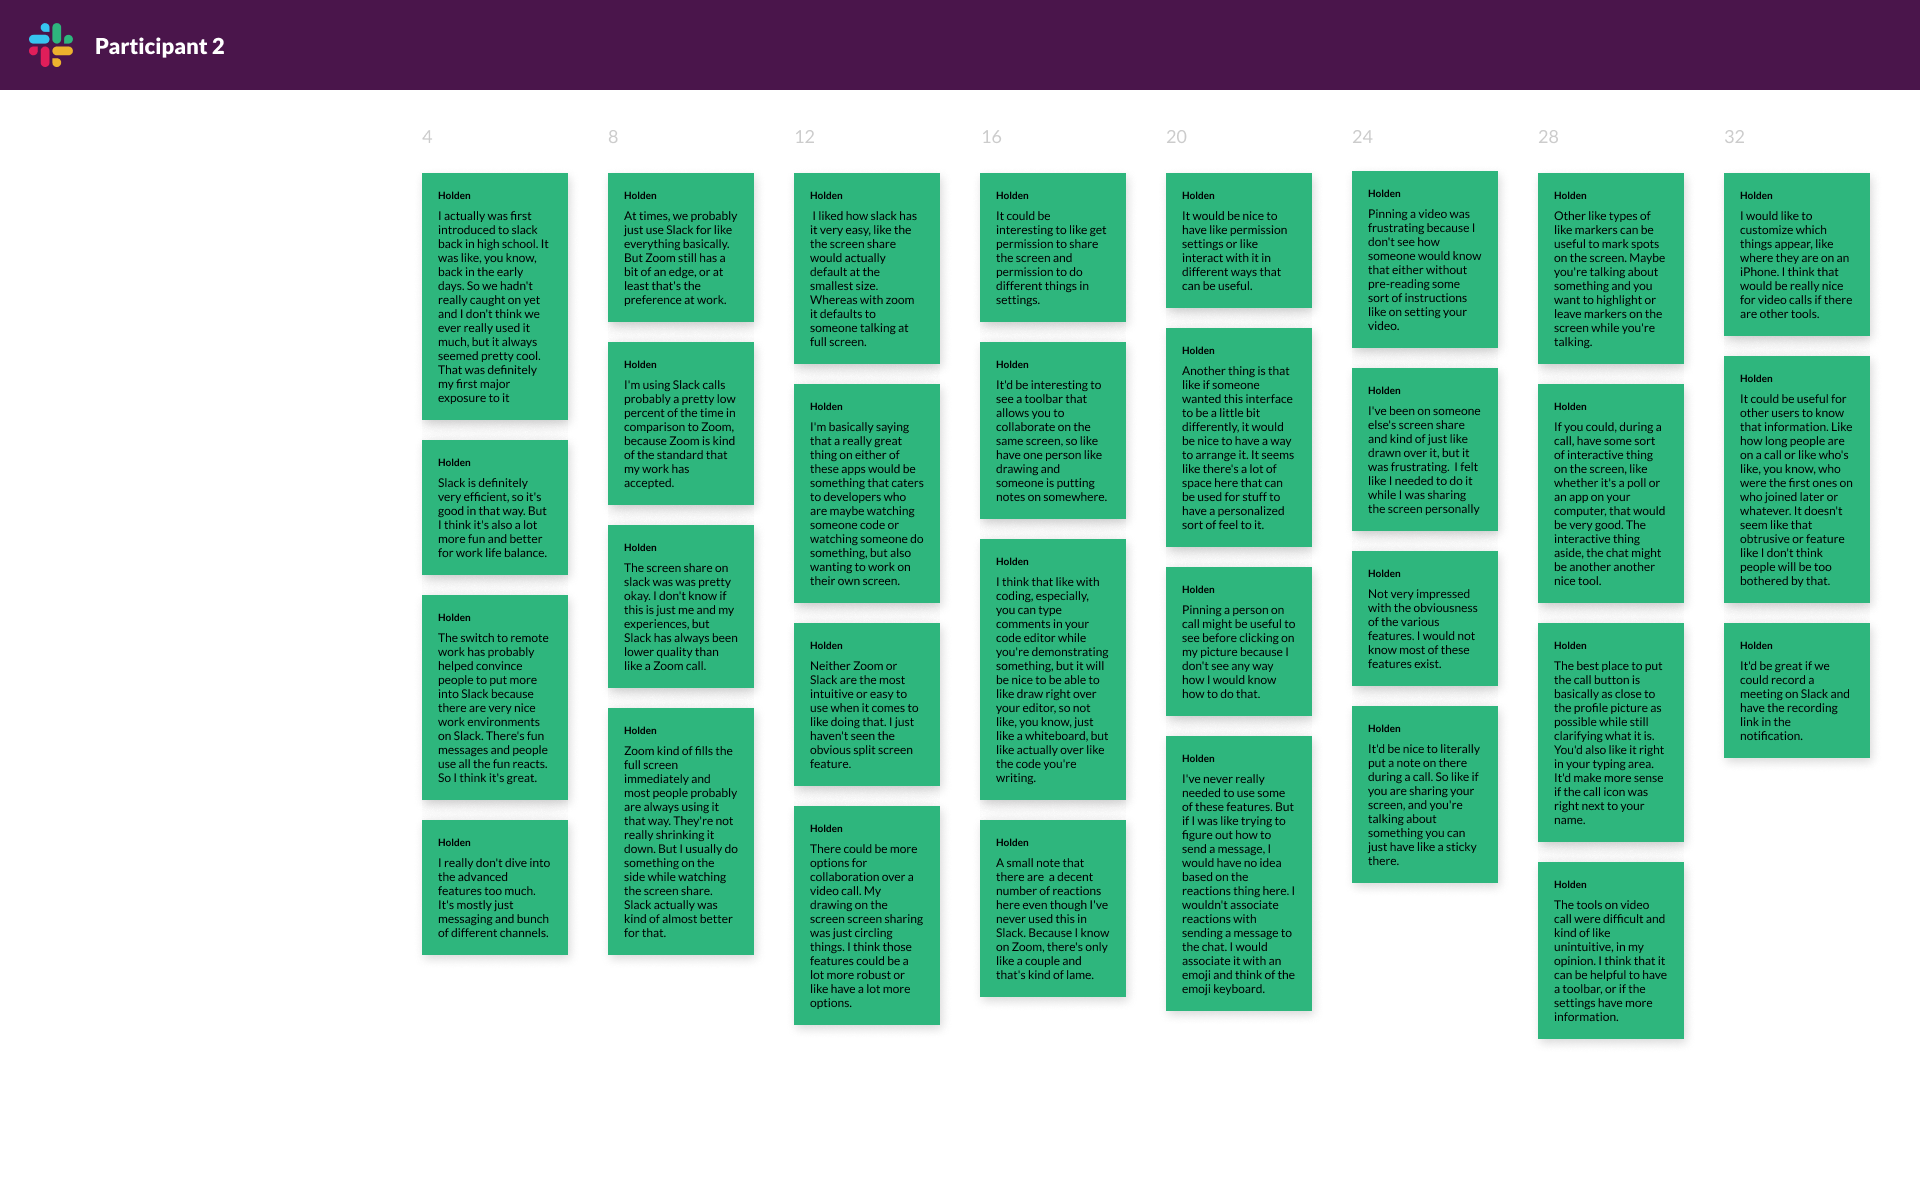 Participant 2
4
8
12
16
20
24
28
32
Holden
I actually was first
introduced to slack
back in high school. It
was like, you know,
back in the early
days. So we hadn't
really caught on yet
and I don't think we
ever really used it
much, but it always
seemed pretty cool.
That was definitely
my first major
exposure to it
Holden
Slack is definitely
very efficient, so it's
good in that way. But
I think it's also a lot
more fun and better
for work life balance.
Holden
The switch to remote
work has probably
helped convince
people to put more
into Slack because
there are very nice
work environments
on Slack. There's fun
messages and people
use all the fun reacts.
So I think it's great.
Holden
I really don't dive into
the advanced
features too much.
It's mostly just
messaging and bunch
of different channels.
Holden
At times, we probably
just use Slack for like
everything basically.
But Zoom still has a
bit of an edge, or at
least that's the
preference at work.
Holden
I'm using Slack calls
probably a pretty low
percent of the time in
comparison to Zoom,
because Zoom is kind
of the standard that
my work has
accepted.
Holden
The screen share on
slack was was pretty
okay. I don't know if
this is just me and my
experiences, but
Slack has always been
lower quality than
like a Zoom call.
Holden
Zoom kind of fills the
full screen
immediately and
most people probably
are always using it
that way. They're not
really shrinking it
down. But I usually do
something on the
side while watching
the screen share.
Slack actually was
kind of almost better
for that.
Holden
I liked how slack has
it very easy, like the
the screen share
would actually
default at the
smallest size.
Whereas with zoom
it defaults to
someone talking at
full screen.
Holden
I'm basically saying
that a really great
thing on either of
these apps would be
something that caters
to developers who
are maybe watching
someone code or
watching someone do
something, but also
wanting to work on
their own screen.
Holden
Neither Zoom or
Slack are the most
intuitive or easy to
use when it comes to
like doing that. I just
haven't seen the
obvious split screen
feature.
Holden
There could be more
options for
collaboration over a
video call. My
drawing on the
screen screen sharing
was just circling
things. I think those
features could be a
lot more robust or
like have a lot more
options.
Holden
It could be
interesting to like get
permission to share
the screen and
permission to do
different things in
settings.
Holden
It'd be interesting to
see a toolbar that
allows you to
collaborate on the
same screen, so like
have one person like
drawing and
someone is putting
notes on somewhere.
Holden
I think that like with
coding, especially,
you can type
comments in your
code editor while
you're demonstrating
something, but it will
be nice to be able to
like draw right over
your editor, so not
like, you know, just
like a whiteboard, but
like actually over like
the code you're
writing.
Holden
A small note that
there are  a decent
number of reactions
here even though I've
never used this in
Slack. Because I know
on Zoom, there's only
like a couple and
that's kind of lame.
Holden
It would be nice to
have like permission
settings or like
interact with it in
different ways that
can be useful.
Holden
Another thing is that
like if someone
wanted this interface
to be a little bit
differently, it would
be nice to have a way
to arrange it. It seems
like there's a lot of
space here that can
be used for stuff to
have a personalized
sort of feel to it.
Holden
Pinning a person on
call might be useful to
see before clicking on
my picture because I
don't see any way
how I would know
how to do that.
Holden
I've never really
needed to use some
of these features. But
if I was like trying to
figure out how to
send a message, I
would have no idea
based on the
reactions thing here. I
wouldn't associate
reactions with
sending a message to
the chat. I would
associate it with an
emoji and think of the
emoji keyboard.
Holden
Pinning a video was
frustrating because I
don't see how
someone would know
that either without
pre-reading some
sort of instructions
like on setting your
video.
Holden
I've been on someone
else's screen share
and kind of just like
drawn over it, but it
was frustrating.  I felt
like I needed to do it
while I was sharing
the screen personally
Holden
Not very impressed
with the obviousness
of the various
features. I would not
know most of these
features exist.
Holden
It'd be nice to literally
put a note on there
during a call. So like if
you are sharing your
screen, and you're
talking about
something you can
just have like a sticky
there.
Holden
Other like types of
like markers can be
useful to mark spots
on the screen. Maybe
you're talking about
something and you
want to highlight or
leave markers on the
screen while you're
talking.
Holden
If you could, during a
call, have some sort
of interactive thing
on the screen, like
whether it's a poll or
an app on your
computer, that would
be very good. The
interactive thing
aside, the chat might
be another another
nice tool.
Holden
The best place to put
the call button is
basically as close to
the profile picture as
possible while still
clarifying what it is.
You'd also like it right
in your typing area.
It'd make more sense
if the call icon was
right next to your
name.
Holden
The tools on video
call were difficult and
kind of like
unintuitive, in my
opinion. I think that it
can be helpful to have
a toolbar, or if the
settings have more
information.
Holden
I would like to
customize which
things appear, like
where they are on an
iPhone. I think that
would be really nice
for video calls if there
are other tools.
Holden
It could be useful for
other users to know
that information. Like
how long people are
on a call or like who's
like, you know, who
were the first ones on
who joined later or
whatever. It doesn't
seem like that
obtrusive or feature
like I don't think
people will be too
bothered by that.
Holden
It'd be great if we
could record a
meeting on Slack and
have the recording
link in the
notification.